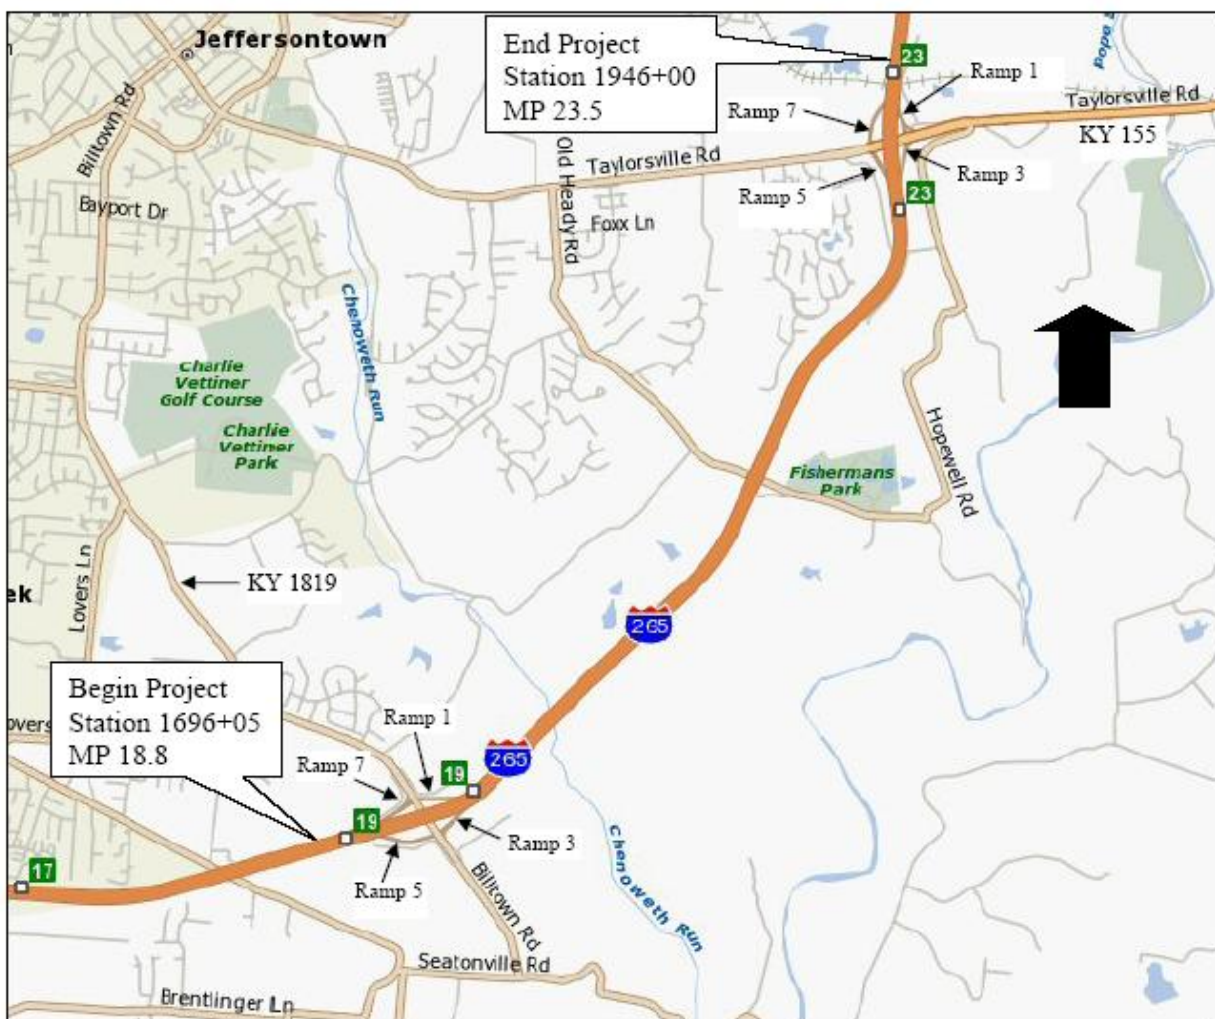 Jeffersontown
End Project
Station 1946+00
MP 23.5
23
Ramp 1
Ramp 7
Taylorsville Rd
KY 155
Taylorsville Rd
Ramp 3
Ramp 5
23
Billtown Rd
Bayport Dr
Old Heady Rd
Foxx Ln
Chenoweth Run
Charlie
Vettiner
Golf Course
Charlie
Vettiner
Park
Fishermans
Park
Hopewell Rd
KY 1819
Lovers Ln
ek
265
Begin Project
Station 1696+05
MP 18.8
overs
Ramp 1
Ramp 7
19
265
19
Ramp 3
Ramp 5
17
Billtown Rd
Chenoweth Run
Seatonville Rd
Brentlinger Ln